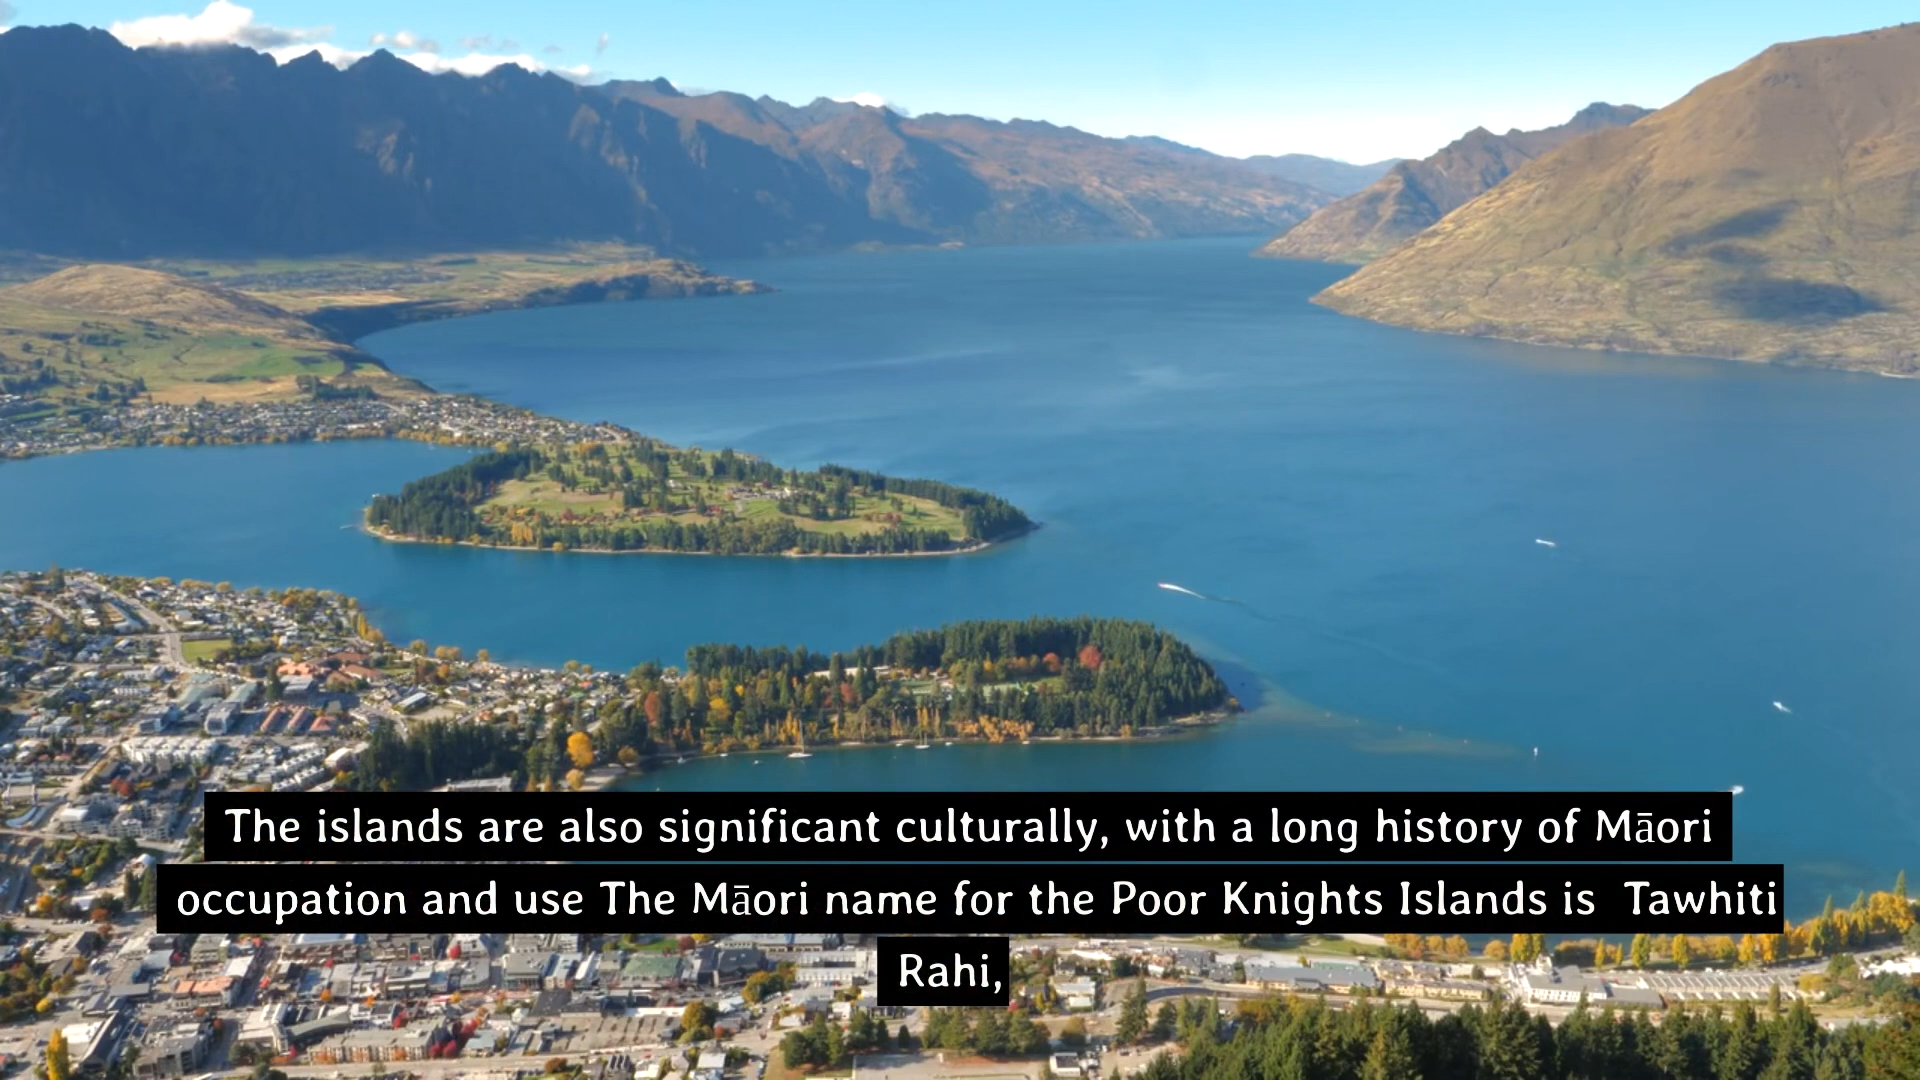 The islands are also significant culturally, with a long history of Māori
occupation and use The Māori name for the Poor Knights Islands is  Tawhiti
Rahi,